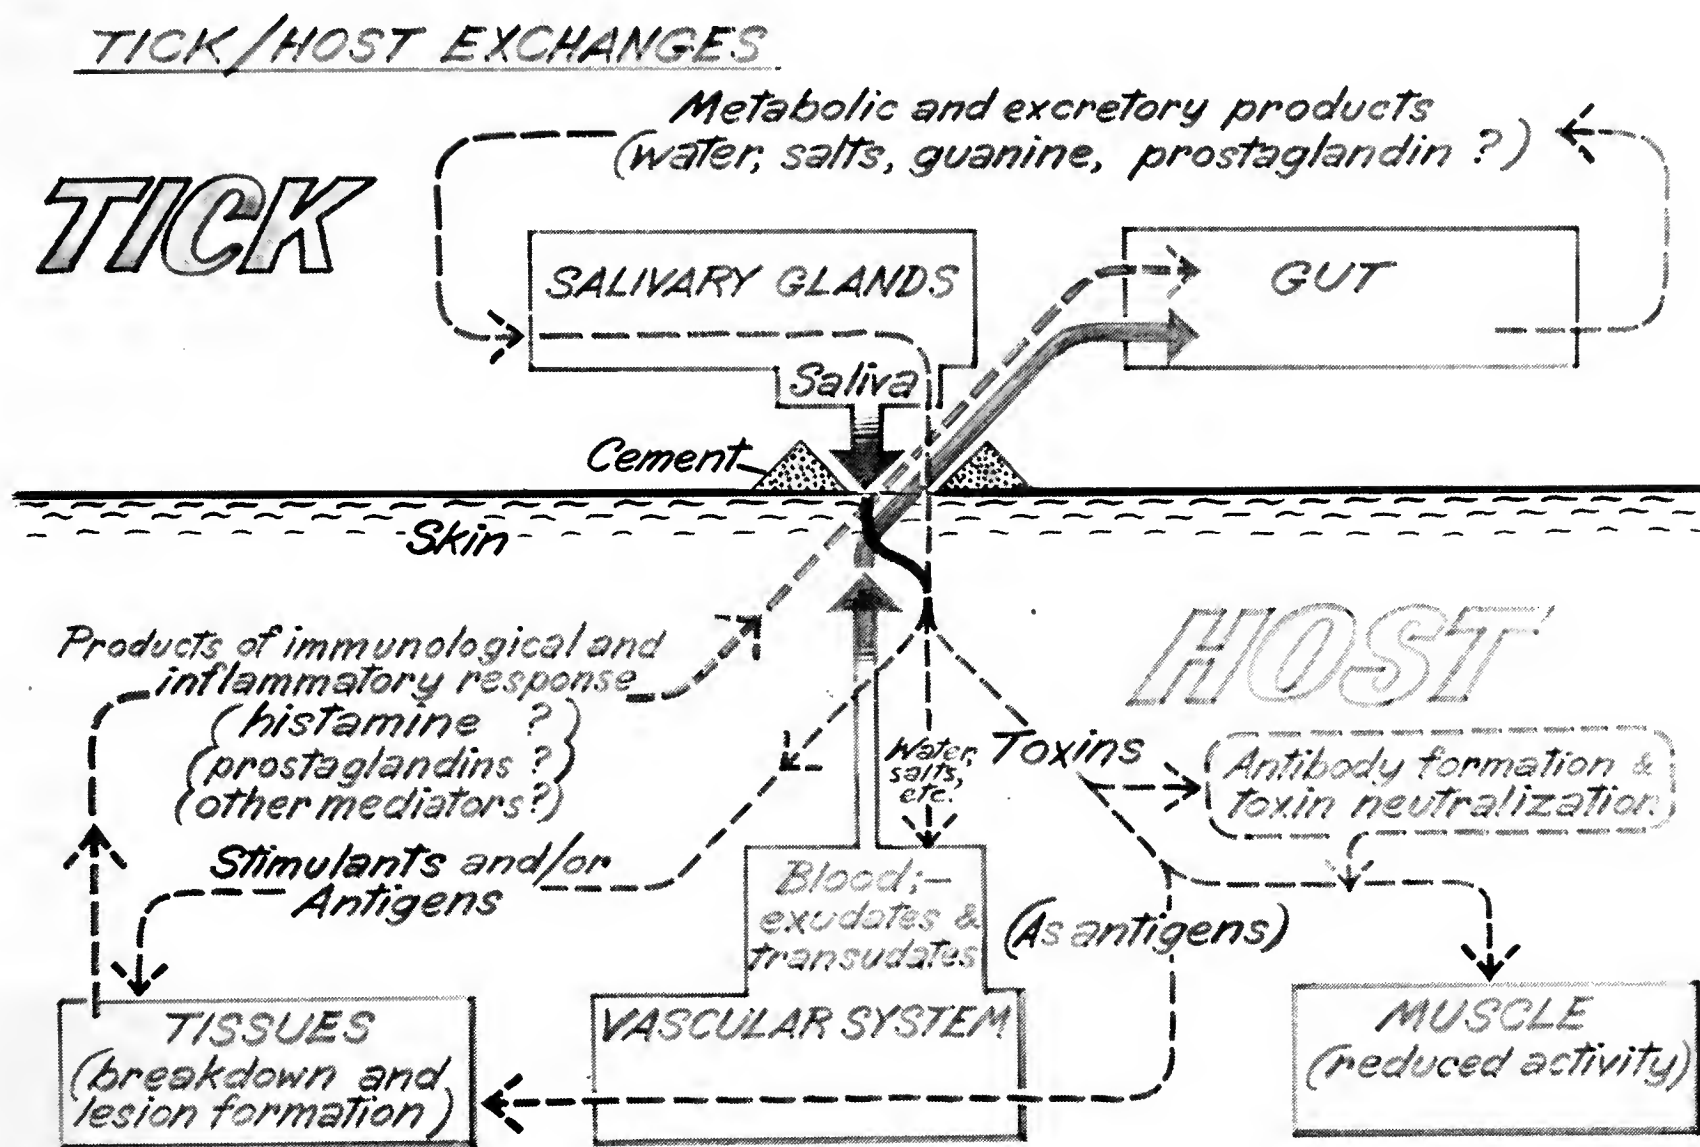 TICK/HOST EXCHANGES
Metabolic and excretory products
(water, salts, guanine, prostaglandin ?)
TICK
SALIVARY GLANDS
GUT
Saliva
Cement
Skin
HOST
Products of immunological and
inflammatory response
(histamine ?)
(prostaglandins ?)
(other mediators?)
Water,
salts,
etc.
Toxins
Antibody formation &
toxin neutralization
Stimulants and/or
Antigens
Blood;-
exudates &
transudates
(As antigens)
TISSUES
(breakdown and
lesion formation)
VASCULAR SYSTEM
MUSCLE
(reduced activity)